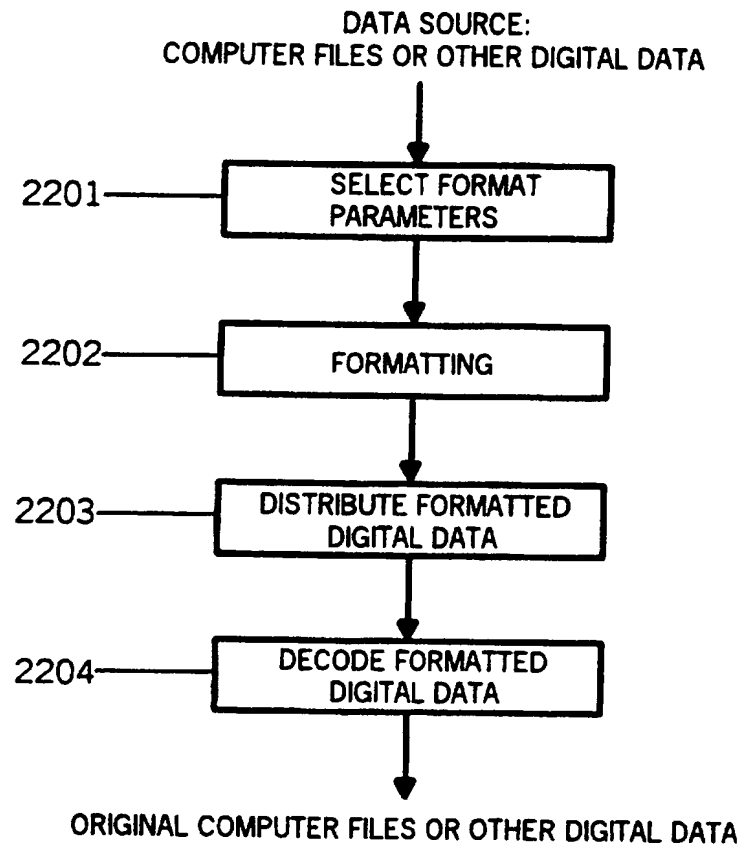 DATA SOURCE:
COMPUTER FILES OR OTHER DIGITAL DATA
2201
SELECT FORMAT
PARAMETERS
2202
FORMATTING
2203
DISTRIBUTE FORMATTED
DIGITAL DATA
2204
DECODE FORMATTED
DIGITAL DATA
ORIGINAL COMPUTER FILES OR OTHER DIGITAL DATA